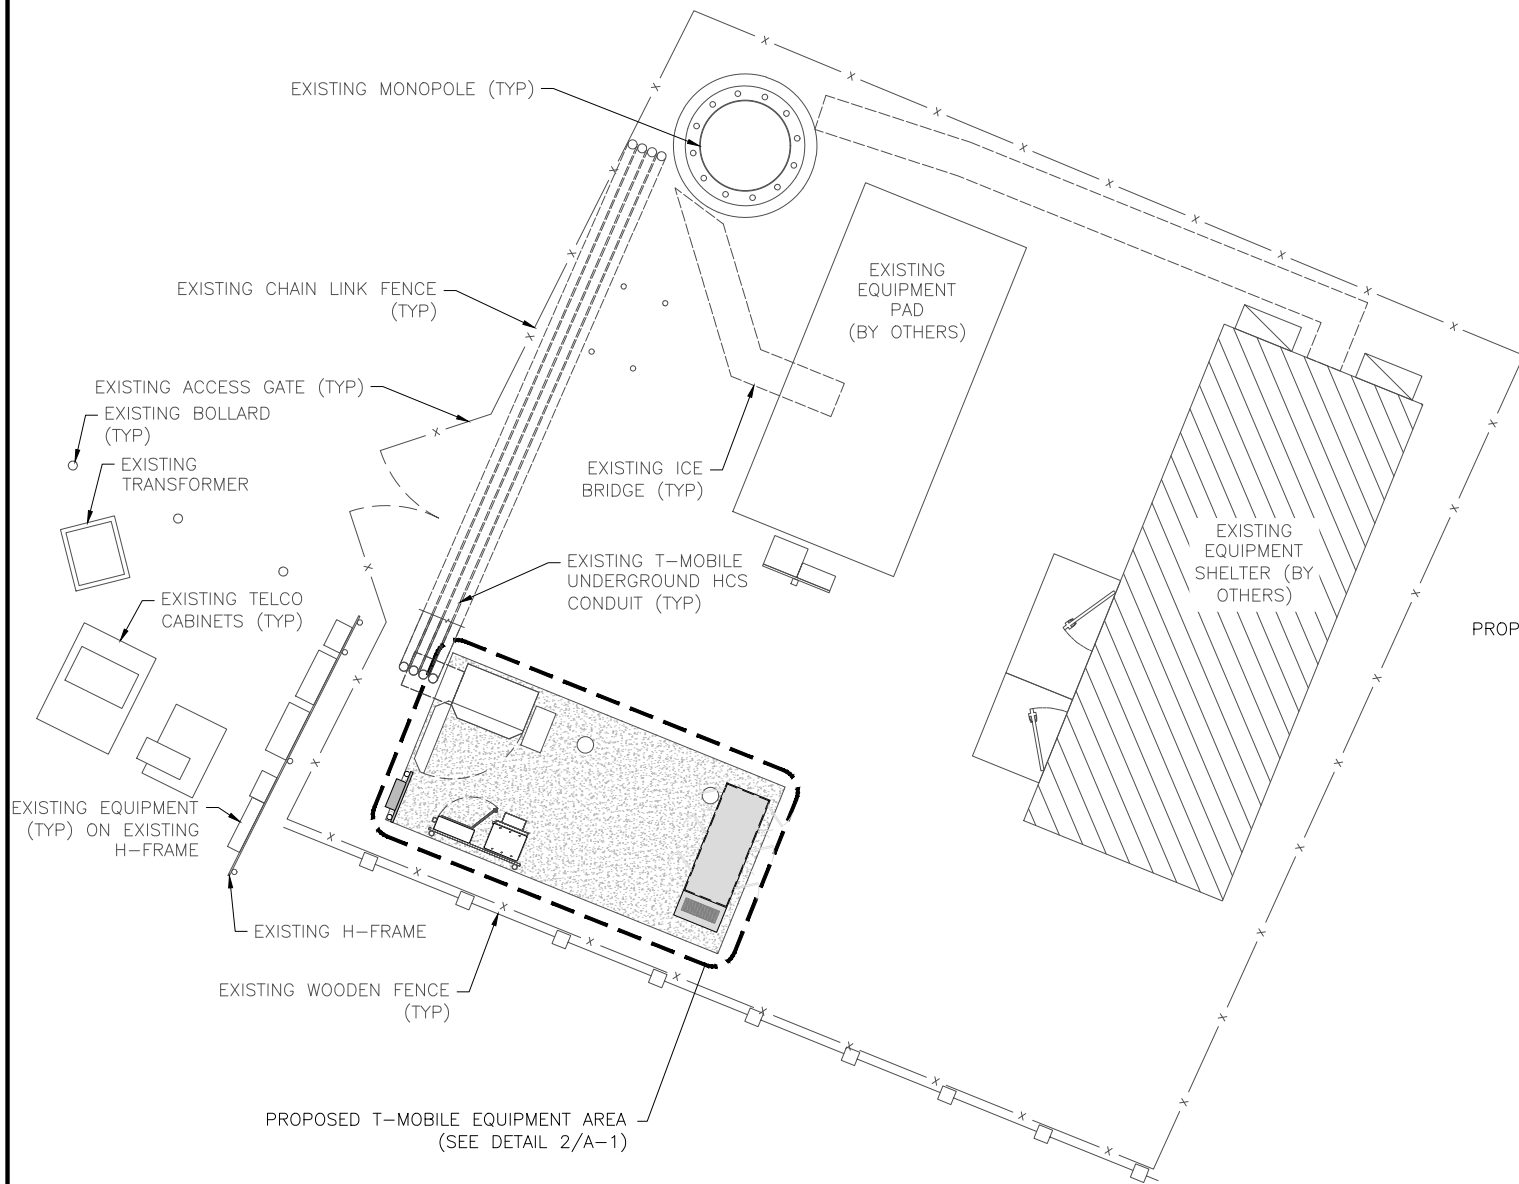 EXISTING MONOPOLE (TYP)
EXISTING CHAIN LINK FENCE
(TYP)
EXISTING
EQUIPMENT
PAD
(BY OTHERS)
EXISTING ACCESS GATE (TYP)
EXISTING BOLLARD
(TYP)
EXISTING
TRANSFORMER
EXISTING ICE
BRIDGE (TYP)
EXISTING
EQUIPMENT
SHELTER (BY
OTHERS)
EXISTING T-MOBILE
UNDERGROUND HCS
CONDUIT (TYP)
EXISTING TELCO
CABINETS (TYP)
PROP
EXISTING EQUIPMENT
(TYP) ON EXISTING
H-FRAME
EXISTING H-FRAME
EXISTING WOODEN FENCE
(TYP)
PROPOSED T-MOBILE EQUIPMENT AREA
(SEE DETAIL 2/A-1)